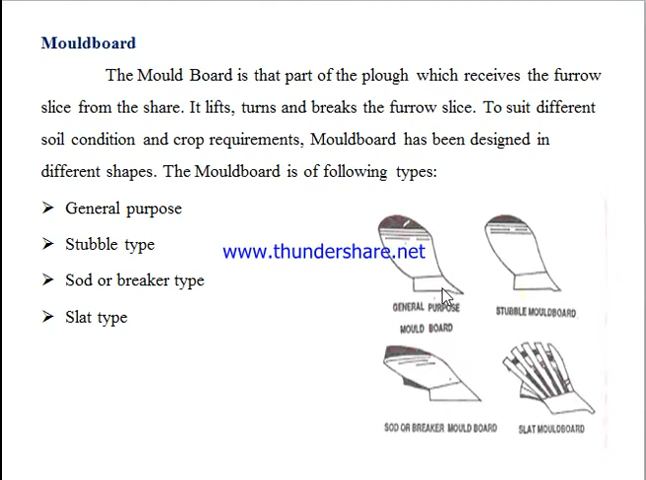 Mouldboard
The Mould Board is that part of the plough which receives the furrow
slice from the share. It lifts, turns and breaks the furrow slice. To suit different
soil condition and crop requirements, Mouldboard has been designed in
different shapes. The Mouldboard is of following types:
➢ General purpose
➢ Stubble type
➢ Sod or breaker type
➢ Slat type
www.thundershare.net
GENERAL PURPOSE
MOULD BOARD
STUBBLE MOULDBOARD
SOD OR BREAKER MOULD BOARD
SLAT MOULDBOARD